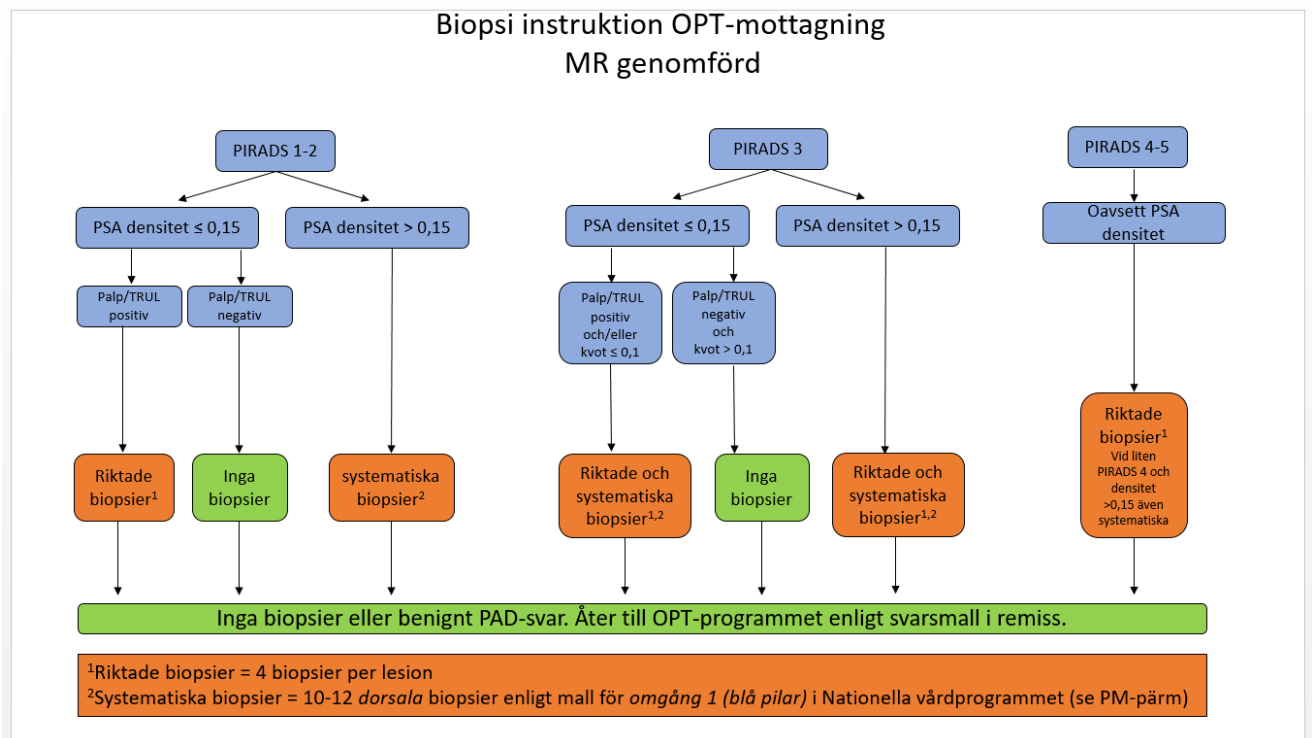 Biopsi instruktion OPT-mottagning
MR genomförd
PIRADS 1-2
PIRADS 3
PIRADS 4-5
PSA densitet ≤ 0,15
PSA densitet > 0,15
PSA densitet ≤ 0,15
PSA densitet > 0,15
Oavsett PSA
densitet
Palp/TRUL
positiv
Palp/TRUL
negativ
Palp/TRUL
positiv
och/eller
kvot ≤ 0,1
Palp/TRUL
negativ
och
kvot > 0,1
Riktade
biopsier¹
Inga
biopsier
systematiska
biopsier²
Riktade och
systematiska
biopsier¹,²
Inga
biopsier
Riktade och
systematiska
biopsier¹,²
Riktade
biopsier¹
Vid liten
PIRADS 4 och
densitet
>0,15 även
systematiska
Inga biopsier eller benignt PAD-svar. Åter till OPT-programmet enligt svarsmall i remiss.
¹Riktade biopsier = 4 biopsier per lesion
²Systematiska biopsier = 10-12 dorsala biopsier enligt mall för omgång 1 (blå pilar) i Nationella vårdprogrammet (se PM-pärm)